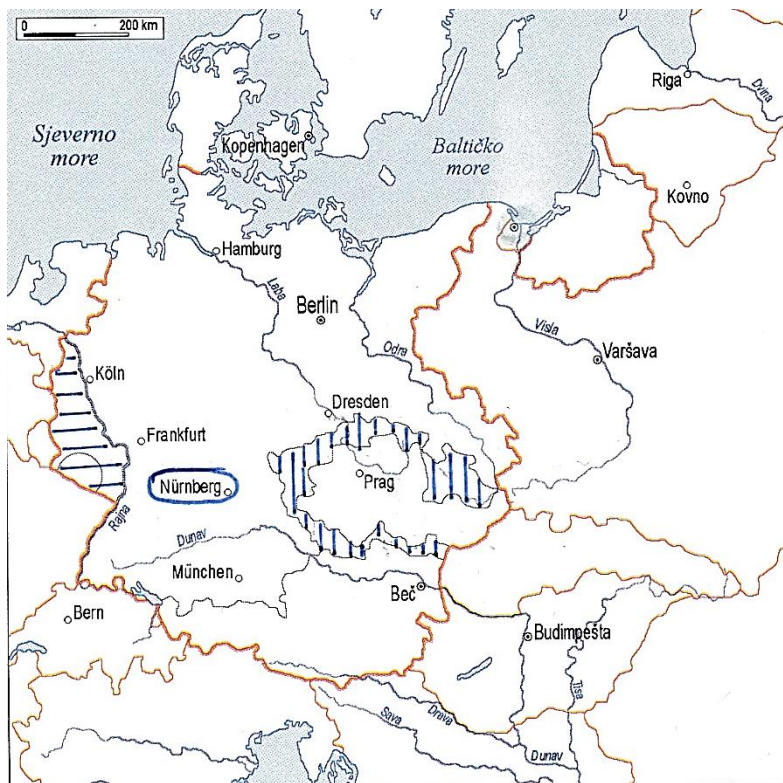 0 200 km
Riga
Dvina
Sjeverno
more
Kopenhagen
Baltičko
more
Kovno
Hamburg
Laba
Berlin
Visla
Odra
Varšava
Köln
Dresden
Frankfurt
Prag
Nürnberg
Rajna
Dunav
München
Beč
Bern
Budimpešta
Tisa
Drava
Sava
Dunav